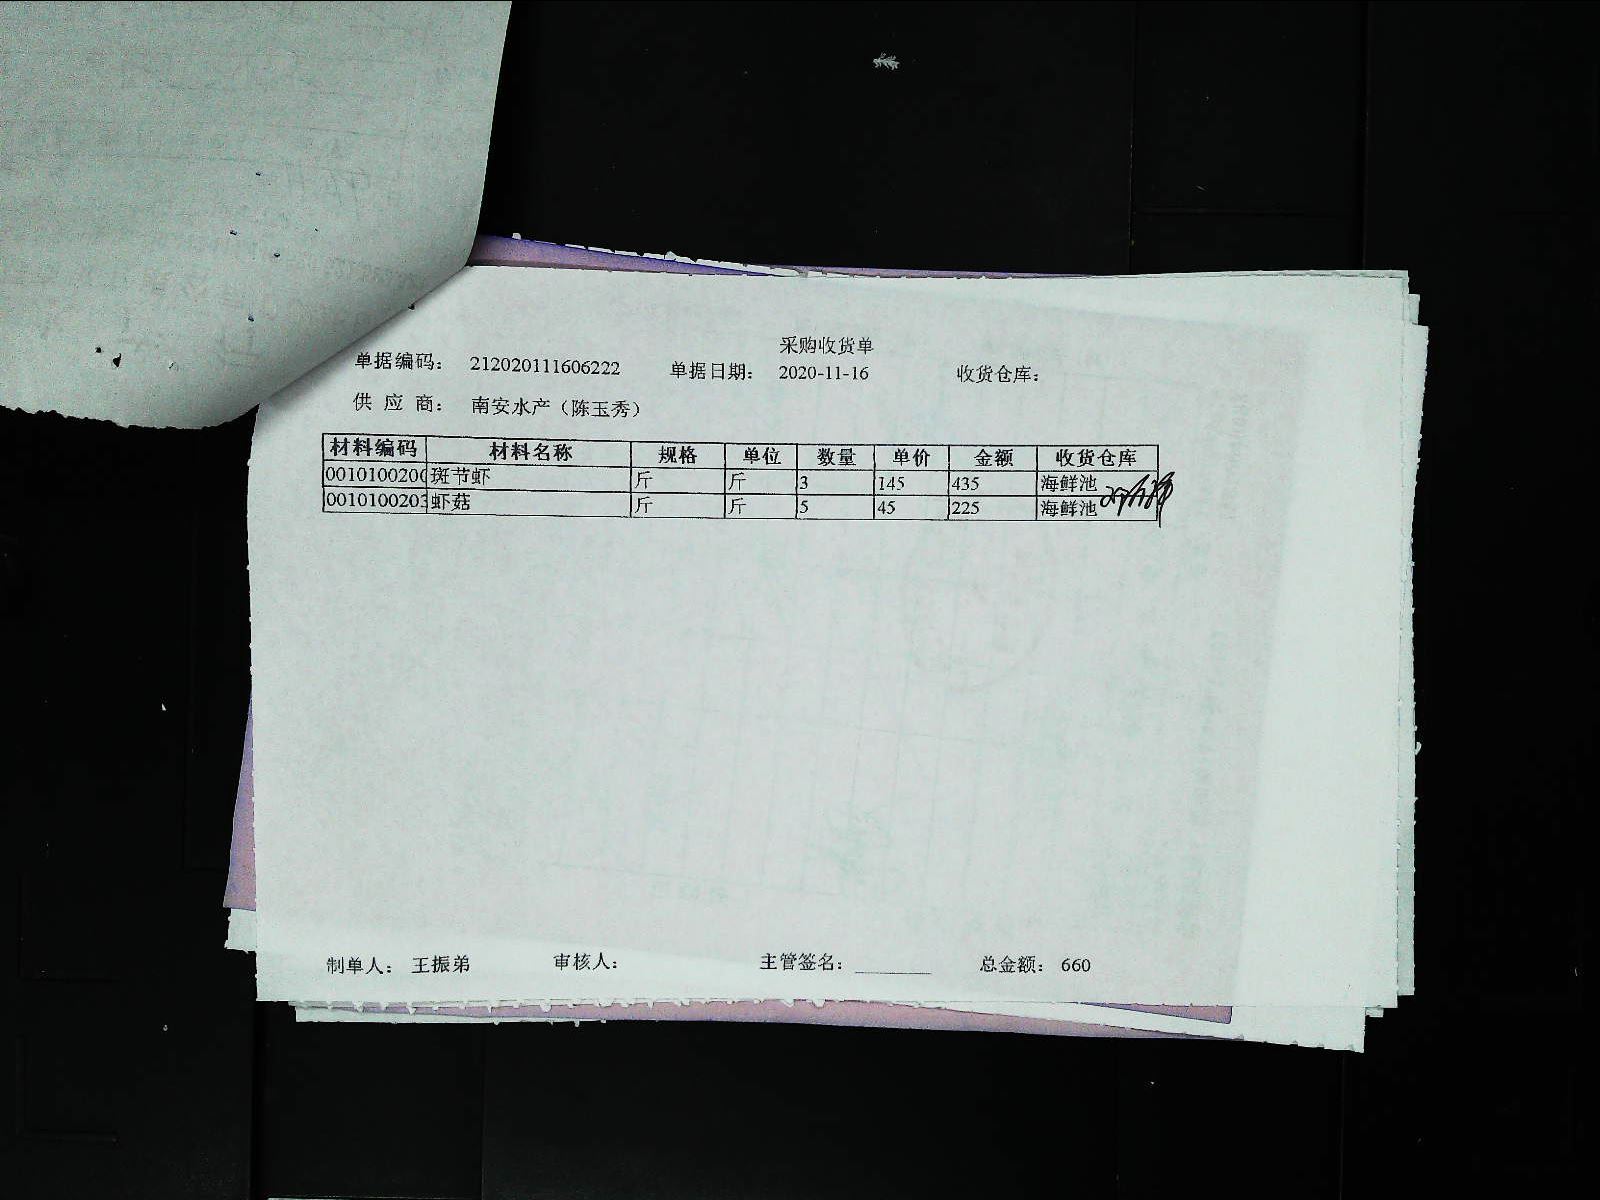 采购收货单
单据编码： 212020111606222 单据日期： 2020-11-16 收货仓库：
供 应 商： 南安水产（陈玉秀）
材料编码 材料名称 规格 单位 数量 单价 金额 收货仓库
0010100200 斑节虾 斤 斤 3 145 435 海鲜池
0010100203 虾菇 斤 斤 5 45 225 海鲜池
制单人： 王振弟 审核人： 主管签名： ________ 总金额： 660